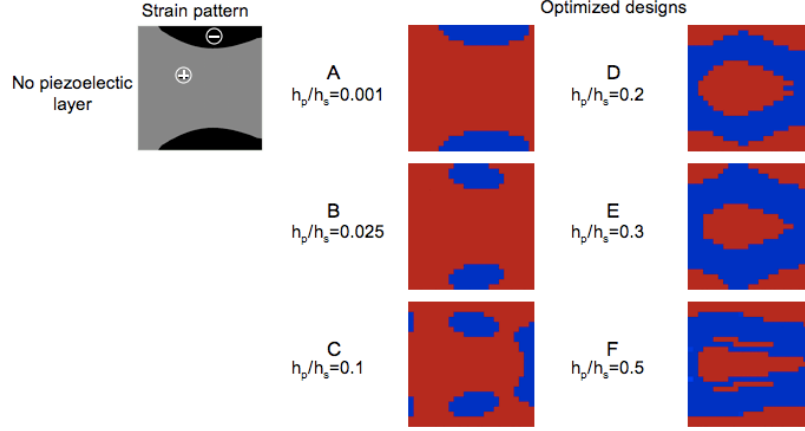 Strain pattern
Optimized designs
No piezoelectic
layer
A
hp/hs=0.001
D
hp/hs=0.2
B
hp/hs=0.025
E
hp/hs=0.3
C
hp/hs=0.1
F
hp/hs=0.5